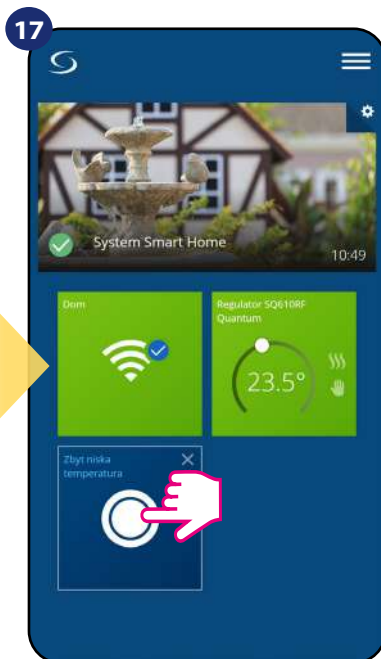 17
System Smart Home
10:49
Dom
Regulator SQ610RF
Quantum
23.5°
Zbyt niska
temperatura